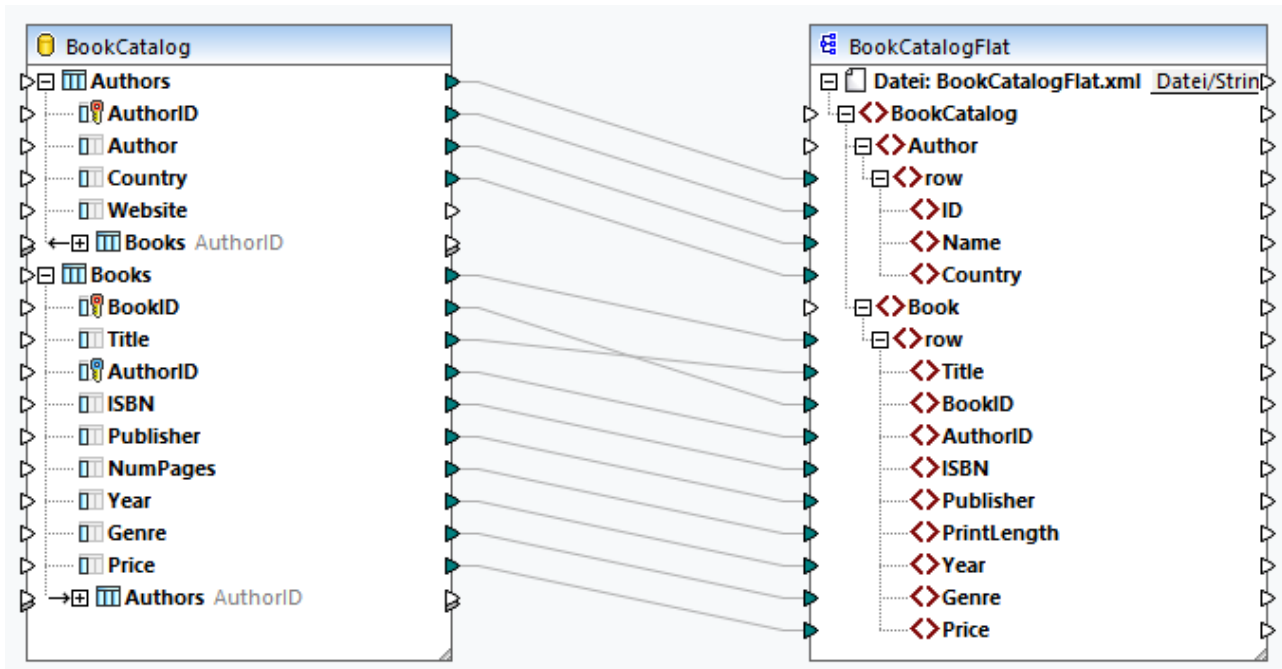 BookCatalog
Authors
AuthorID
Author
Country
Website
Books AuthorID
Books
BookID
Title
AuthorID
ISBN
Publisher
NumPages
Year
Genre
Price
Authors AuthorID
BookCatalogFlat
Datei: BookCatalogFlat.xml Datei/Strin
BookCatalog
Author
row
ID
Name
Country
Book
row
Title
BookID
AuthorID
ISBN
Publisher
PrintLength
Year
Genre
Price